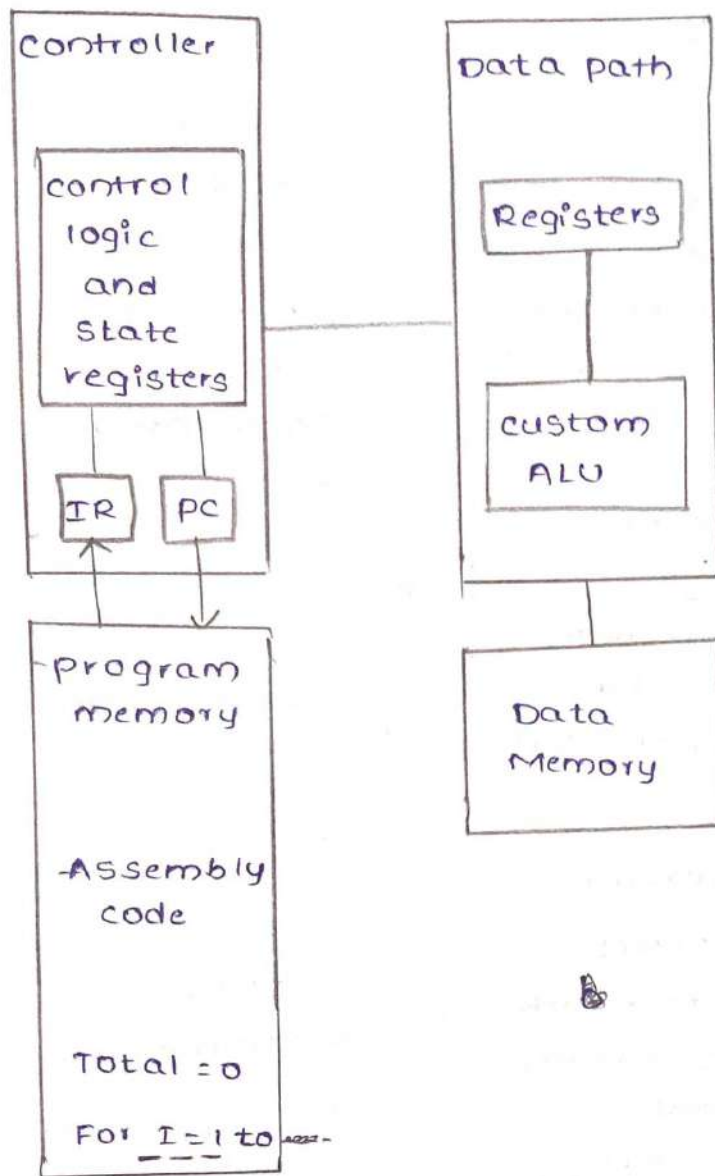 Controller
control
logic
and
state
registers
IR
PC
Data path
Registers
custom
ALU
program
memory
Assembly
code
Total = 0
For I = 1 to
Data
Memory